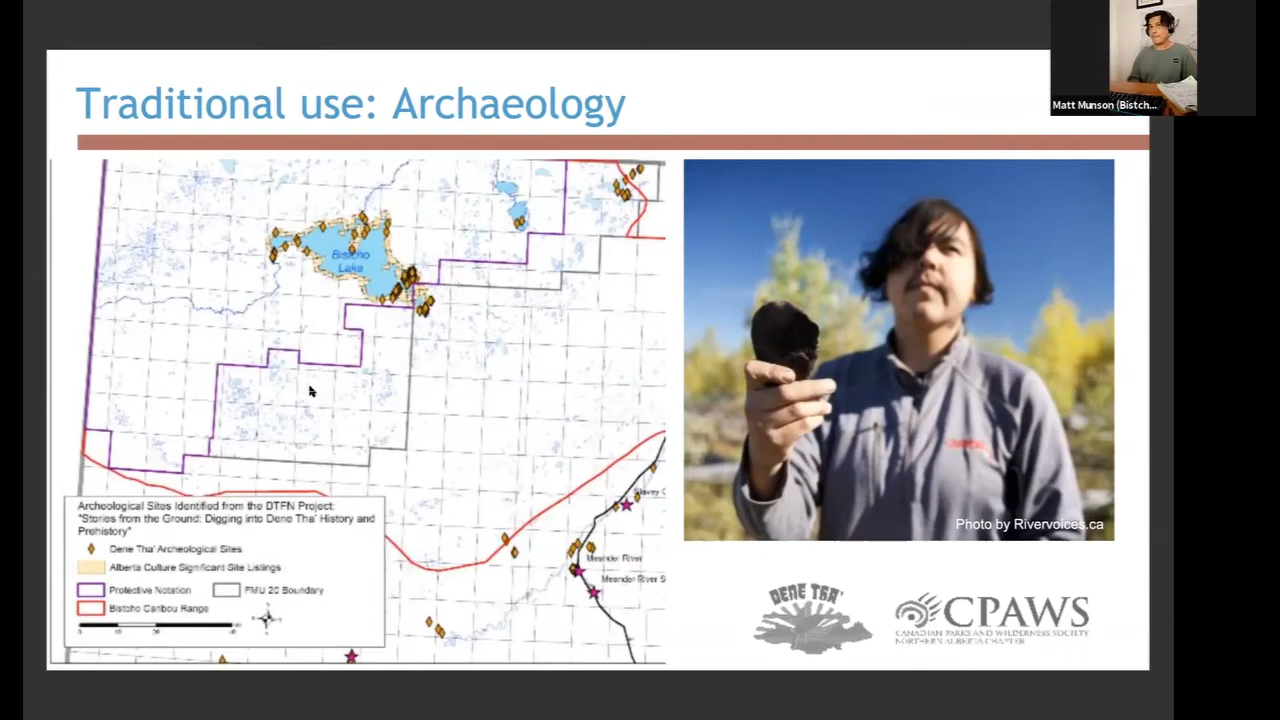 Matt Munson (Bistch...
Traditional use: Archaeology
Bistcho
Lake
Slavey C
Meander River
Meander River S
Archeological Sites Identified from the DTFN Project:
"Stories from the Ground: Digging into Dene Tha' History and
Prehistory"
Dene Tha' Archeological Sites
Alberta Culture Significant Site Listings
Protective Notation
FMU 20 Boundary
Bistcho Caribou Range
Photo by Rivervoices.ca
DENE THA'
CPAWS
CANADIAN PARKS AND WILDERNESS SOCIETY
NORTHERN ALBERTA CHAPTER